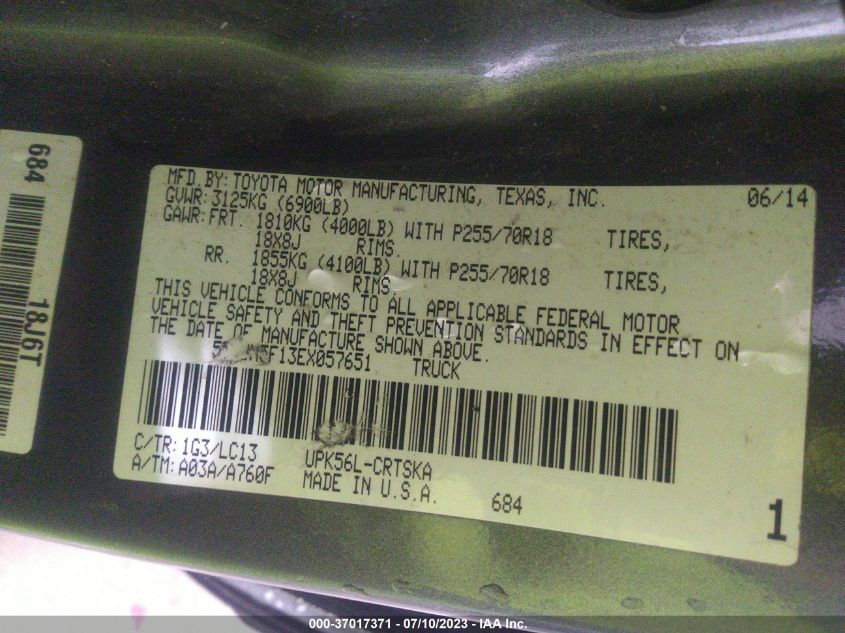 684
18J6T
MFD.BY:TOYOTA MOTOR MANUFACTURING, TEXAS, INC. 06/14
GVWR:3125KG (6900LB)
GAWR:FRT. 1810KG (4000LB) WITH P255/70R18 TIRES,
18X8J RIMS.
RR. 1855KG (4100LB) WITH P255/70R18 TIRES,
18X8J RIMS
THIS VEHICLE CONFORMS TO ALL APPLICABLE FEDERAL MOTOR
VEHICLE SAFETY AND THEFT PREVENTION STANDARDS IN EFFECT ON
THE DATE OF MANUFACTURE SHOWN ABOVE.
F13EX057651 TRUCK
C/TR:1G3/LC13 UPK56L-CRTSKA
A/TM:A03A/A760F MADE IN U.S.A. 684 1
000-37017371 - 07/10/2023 - IAA Inc.